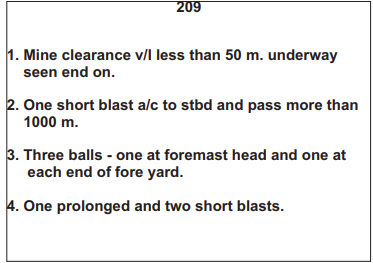 209
1. Mine clearance v/l less than 50 m. underway
seen end on.
2. One short blast a/c to stbd and pass more than
1000 m.
3. Three balls - one at foremast head and one at
each end of fore yard.
4. One prolonged and two short blasts.